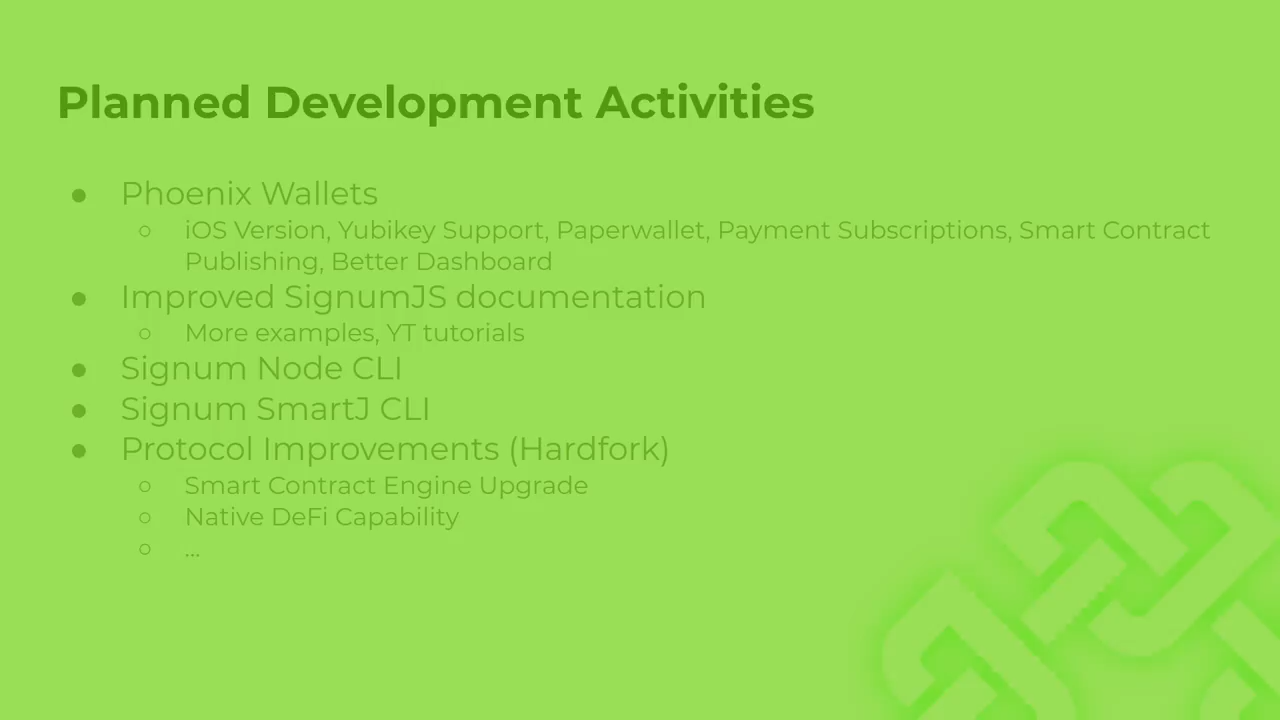 Planned Development Activities
● Phoenix Wallets
○ iOS Version, Yubikey Support, Paperwallet, Payment Subscriptions, Smart Contract
Publishing, Better Dashboard
● Improved SignumJS documentation
○ More examples, YT tutorials
● Signum Node CLI
● Signum SmartJ CLI
● Protocol Improvements (Hardfork)
○ Smart Contract Engine Upgrade
○ Native DeFi Capability
○ ...